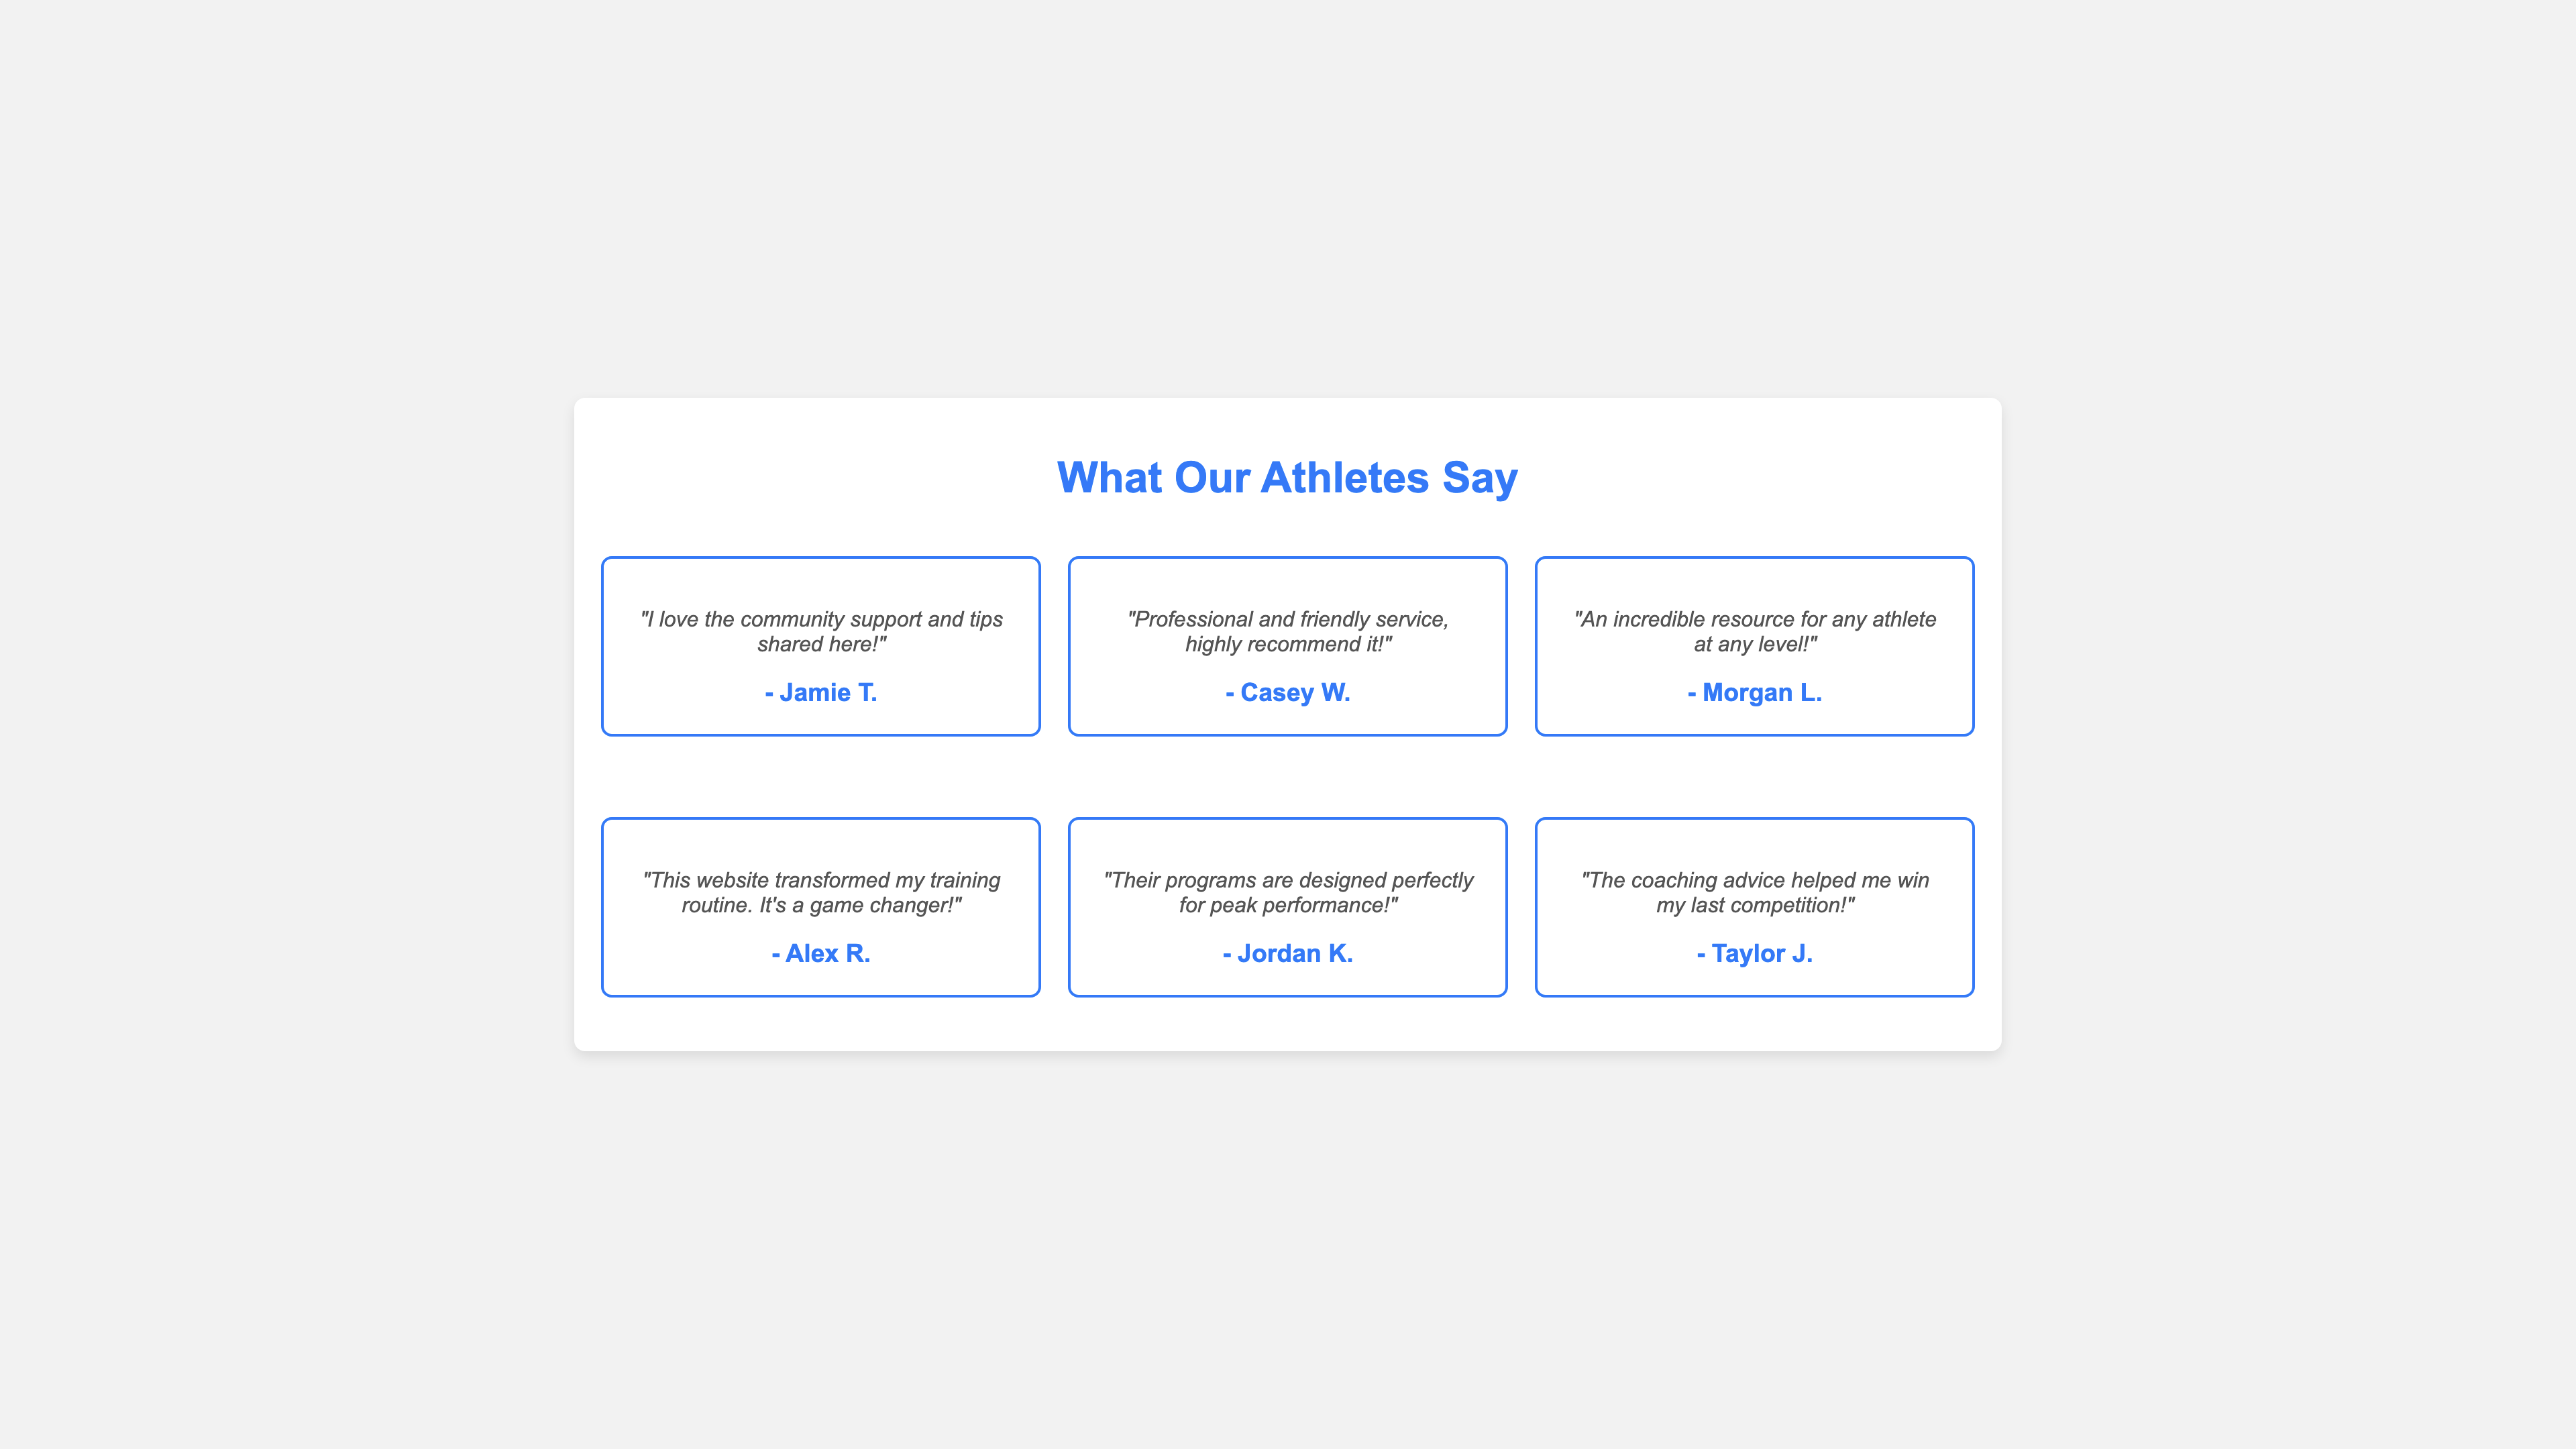 What Our Athletes Say
"I love the community support and tips
shared here!"
- Jamie T.
"Professional and friendly service,
highly recommend it!"
- Casey W.
"An incredible resource for any athlete
at any level!"
- Morgan L.
"This website transformed my training
routine. It's a game changer!"
- Alex R.
"Their programs are designed perfectly
for peak performance!"
- Jordan K.
"The coaching advice helped me win
my last competition!"
- Taylor J.